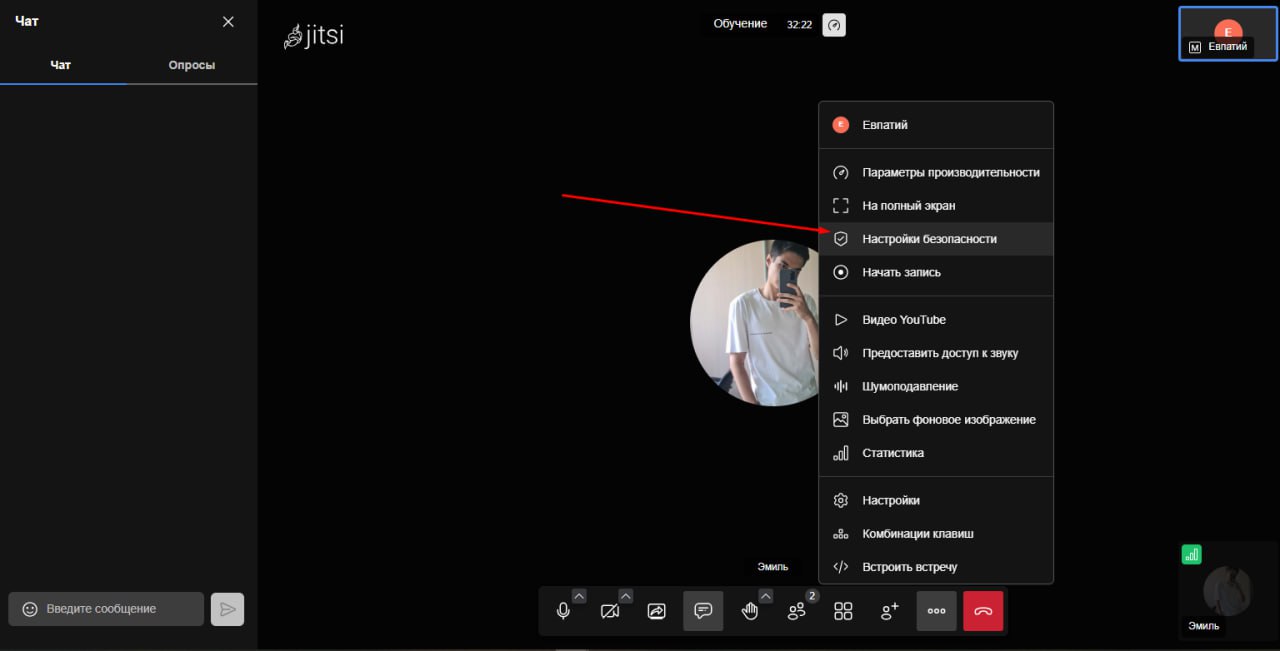 Чат
Чат
Опросы
Введите сообщение
jitsi
Обучение 32:22
E
M Евпатий
E Евпатий
Параметры производительности
На полный экран
Настройки безопасности
Начать запись
Видео YouTube
Предоставить доступ к звуку
Шумоподавление
Выбрать фоновое изображение
Статистика
Настройки
Комбинации клавиш
Встроить встречу
Эмиль
2
Эмиль